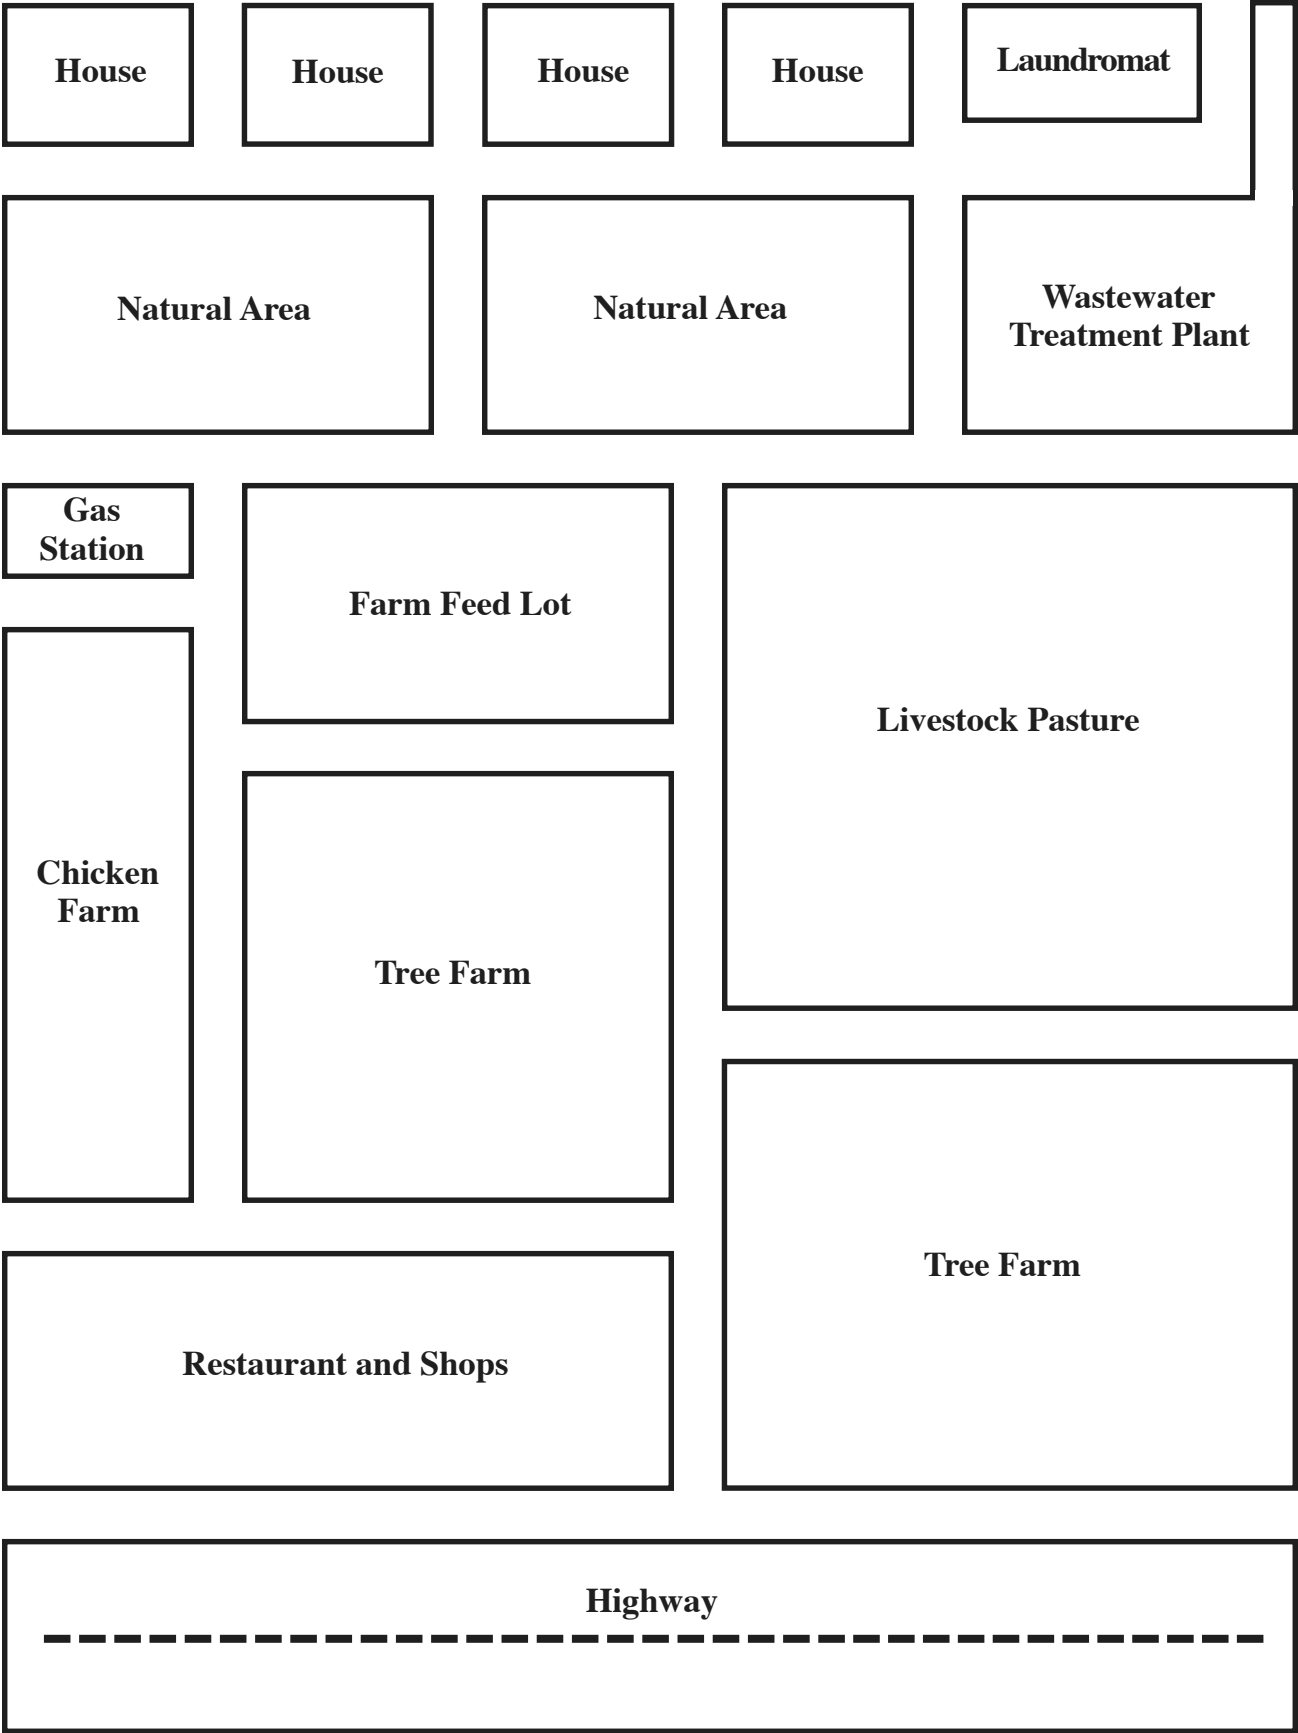 House
House
House
House
Laundromat
Natural Area
Natural Area
Wastewater
Treatment Plant
Gas
Station
Farm Feed Lot
Livestock Pasture
Chicken
Farm
Tree Farm
Tree Farm
Restaurant and Shops
Highway